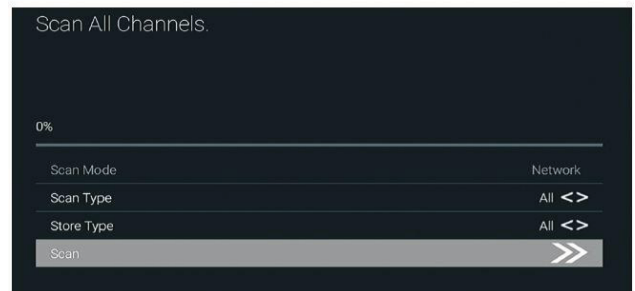 Scan All Channels.
0%
Scan Mode Network
Scan Type All <>
Store Type All <>
Scan